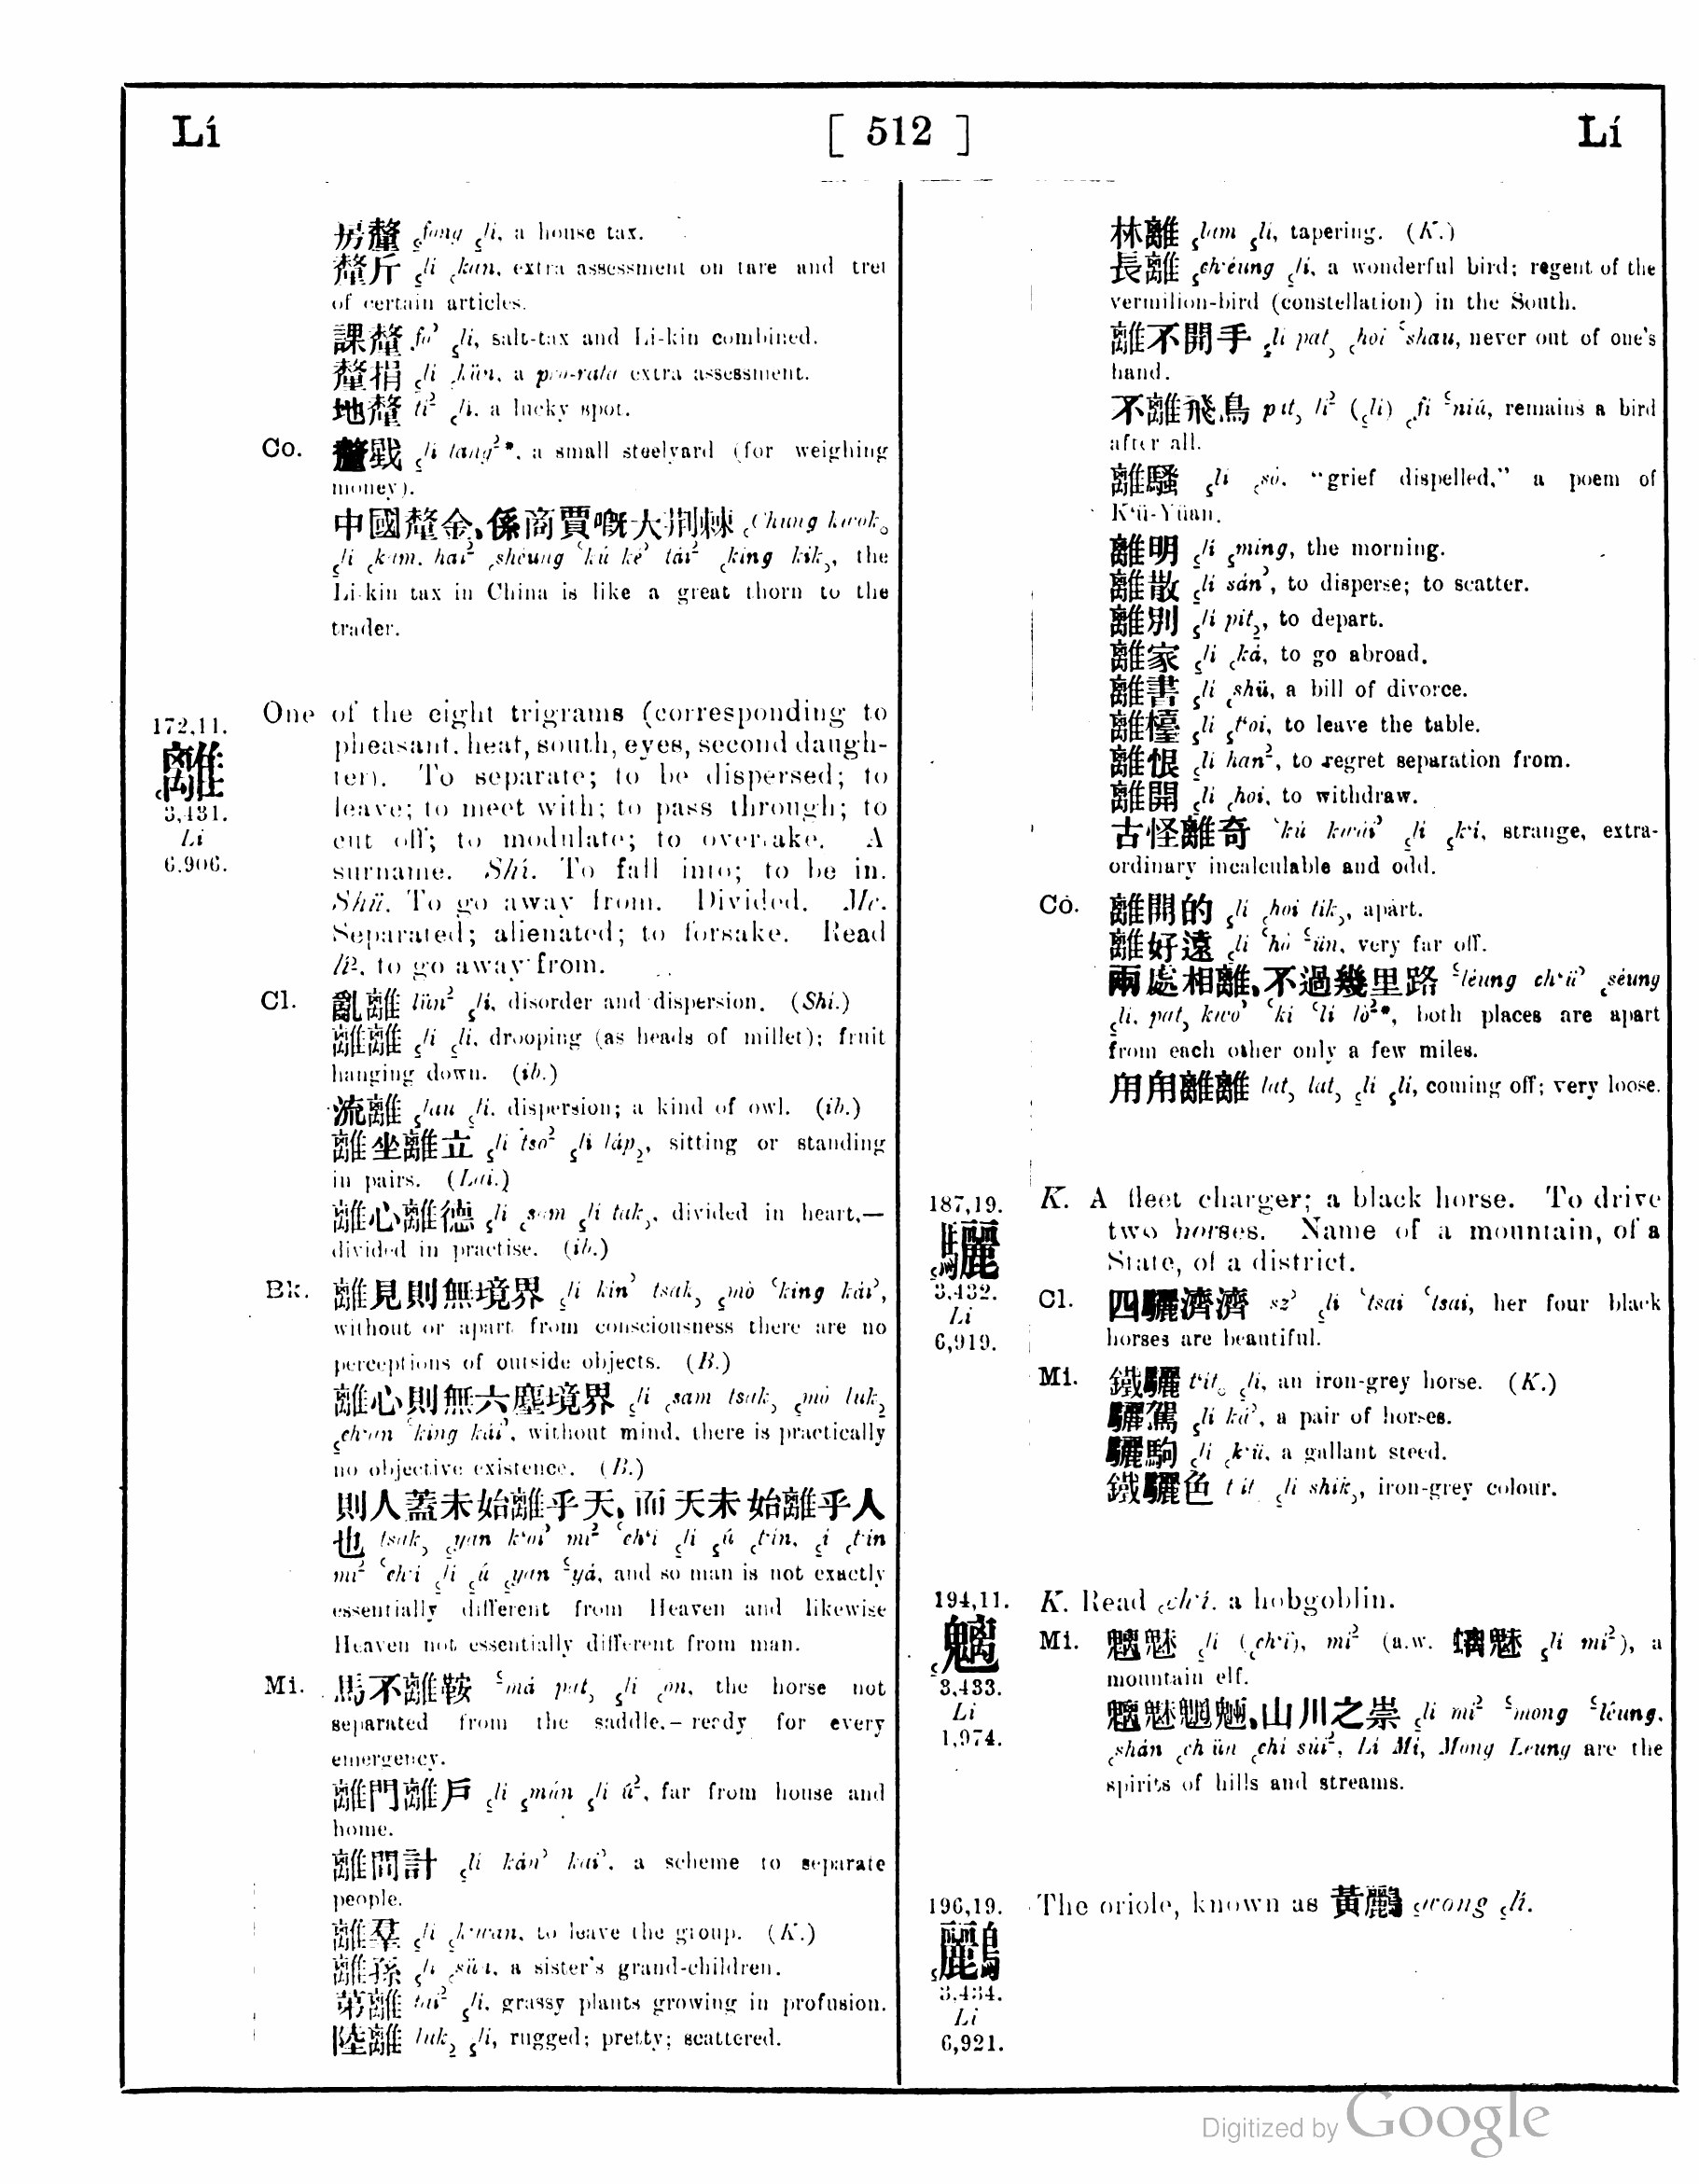 Lí [ 512 ] Lí
房釐 ꜁fong ꜁li, a house tax.
釐斤 ꜁li ꜀kan, extra assessment on tare and tret
of certain articles.
課釐 fo꜄ ꜁li, salt-tax and Li-kin combined.
釐捐 ꜁li ꜀kün, a pro-rata extra assessment.
地釐 tí² ꜁li, a lucky spot.
Co. 釐戥 ꜁li tang²*, a small steelyard (for weighing
money).
中國釐金、係商賈嘅大荆棘 ꜀Chung kwok꜆
꜁li ꜀kam, hai² ꜀shéung ꜂kú ké꜄ tái² ꜀king kik꜆, the
Li-kin tax in China is like a great thorn to the
trader.
172,11.
離
3,431.
Li
6,906.
One of the eight trigrams (corresponding to
pheasant, heat, south, eyes, second daugh-
ter). To separate; to be dispersed; to
leave; to meet with; to pass through; to
cut off; to modulate; to overtake. A
surname. Shí. To fall into; to be in.
Shü. To go away from. Divided. Me.
Separated; alienated; to forsake. Read
lí², to go away from.
Cl. 亂離 lün² ꜁li, disorder and dispersion. (Shí.)
離離 ꜁li ꜁li, drooping (as heads of millet); fruit
hanging down. (ib.)
流離 ꜁lau ꜁li, dispersion; a kind of owl. (ib.)
離坐離立 ꜁li tso² ꜁li láp꜇, sitting or standing
in pairs. (Lai.)
離心離德 ꜁li ꜀sam ꜁li tak꜆, divided in heart,—
divided in practise. (ib.)
Bk. 離見則無境界 ꜁li kin꜄ tsak꜆ ꜁mò ꜂king kái꜄,
without or apart from consciousness there are no
perceptions of outside objects. (B.)
離心則無六塵境界 ꜁li ꜀sam tsak꜆ ꜁mò luk꜇
꜁ch‘an ꜂king kái꜄, without mind, there is practically
no objective existence. (B.)
則人蓋未始離乎天、而天未始離乎人
也 tsak꜆ ꜁yan k‘oi꜄ mi² ꜂ch‘i ꜁li ꜁ú ꜀t‘in, ꜁i ꜀t‘in
mi² ꜂ch‘i ꜁li ꜁ú ꜁yan ꜃yá, and so man is not exactly
essentially different from Heaven and likewise
Heaven not essentially different from man.
Mi. 馬不離鞍 ꜃má pat꜆ ꜁li ꜀on, the horse not
separated from the saddle,—ready for every
emergency.
離門離戶 ꜁li ꜁mún ꜁li ú², far from house and
home.
離間計 ꜁li kán꜄ kai꜄, a scheme to separate
people.
離羣 ꜁li ꜁k‘wan, to leave the group. (K.)
離孫 ꜁li ꜀sün, a sister's grand-children.
茀離 ꜁li, grassy plants growing in profusion.
陸離 luk꜇ ꜁li, rugged; pretty; scattered.
林離 ꜁lam ꜁li, tapering. (K.)
長離 ꜁ch‘éung ꜁li, a wonderful bird; regent of the
vermilion-bird (constellation) in the South.
離不開手 ꜁li pat꜆ ꜀hoi ꜂shau, never out of one's
hand.
不離飛鳥 pat꜆ li² (꜁li) ꜀fi ꜃niú, remains a bird
after all.
離騷 ꜁li ꜀sò, “grief dispelled,” a poem of
K‘ü-Yüan.
離明 ꜁li ꜁ming, the morning.
離散 ꜁li sán꜄, to disperse; to scatter.
離別 ꜁li pit꜇, to depart.
離家 ꜁li ꜀ká, to go abroad.
離書 ꜁li ꜀shü, a bill of divorce.
離檯 ꜁li ꜁t‘oi, to leave the table.
離恨 ꜁li han², to regret separation from.
離開 ꜁li ꜀hoi, to withdraw.
古怪離奇 ꜂kú kwái꜄ ꜁li ꜁k‘i, strange, extra-
ordinary incalculable and odd.
Co. 離開的 ꜁li ꜀hoi tik꜆, apart.
離好遠 ꜁li ꜂hò ꜃ün, very far off.
兩處相離、不過幾里路 ꜃léung ch‘ü꜄ ꜀séung
꜁li, pat꜆ kwo꜄ ꜂ki ꜃li lò²*, both places are apart
from each other only a few miles.
甪甪離離 lat꜆ lat꜆ ꜁li ꜁li, coming off; very loose.
187,19.
驪
3,432.
Li
6,919.
K. A fleet charger; a black horse. To drive
two horses. Name of a mountain, of a
State, of a district.
Cl. 四驪濟濟 sz꜄ ꜁li ꜂tsai ꜂tsai, her four black
horses are beautiful.
Mi. 鐵驪 t‘it꜆ ꜁li, an iron-grey horse. (K.)
驪駕 ꜁li ká꜄, a pair of horses.
驪駒 ꜁li ꜀k‘ü, a gallant steed.
鐵驪色 t‘it ꜁li shik꜆, iron-grey colour.
194,11.
魑
3,433.
Li
1,974.
K. Read ꜀ch‘í, a hobgoblin.
Mi. 魑魅 ꜁li (꜀ch‘i), mi² (a.w. 螭魅 ꜁li mi²), a
mountain elf.
魑魅魍魎、山川之祟 ꜁li mi² ꜃mong ꜃léung,
꜀shán ꜀ch‘ün ꜀chi sui², Li Mi, Mong Leung are the
spirits of hills and streams.
196,19.
鸝
3,434.
Li
6,921.
The oriole, known as 黃鸝 ꜁wong ꜁lí.
Digitized by Google